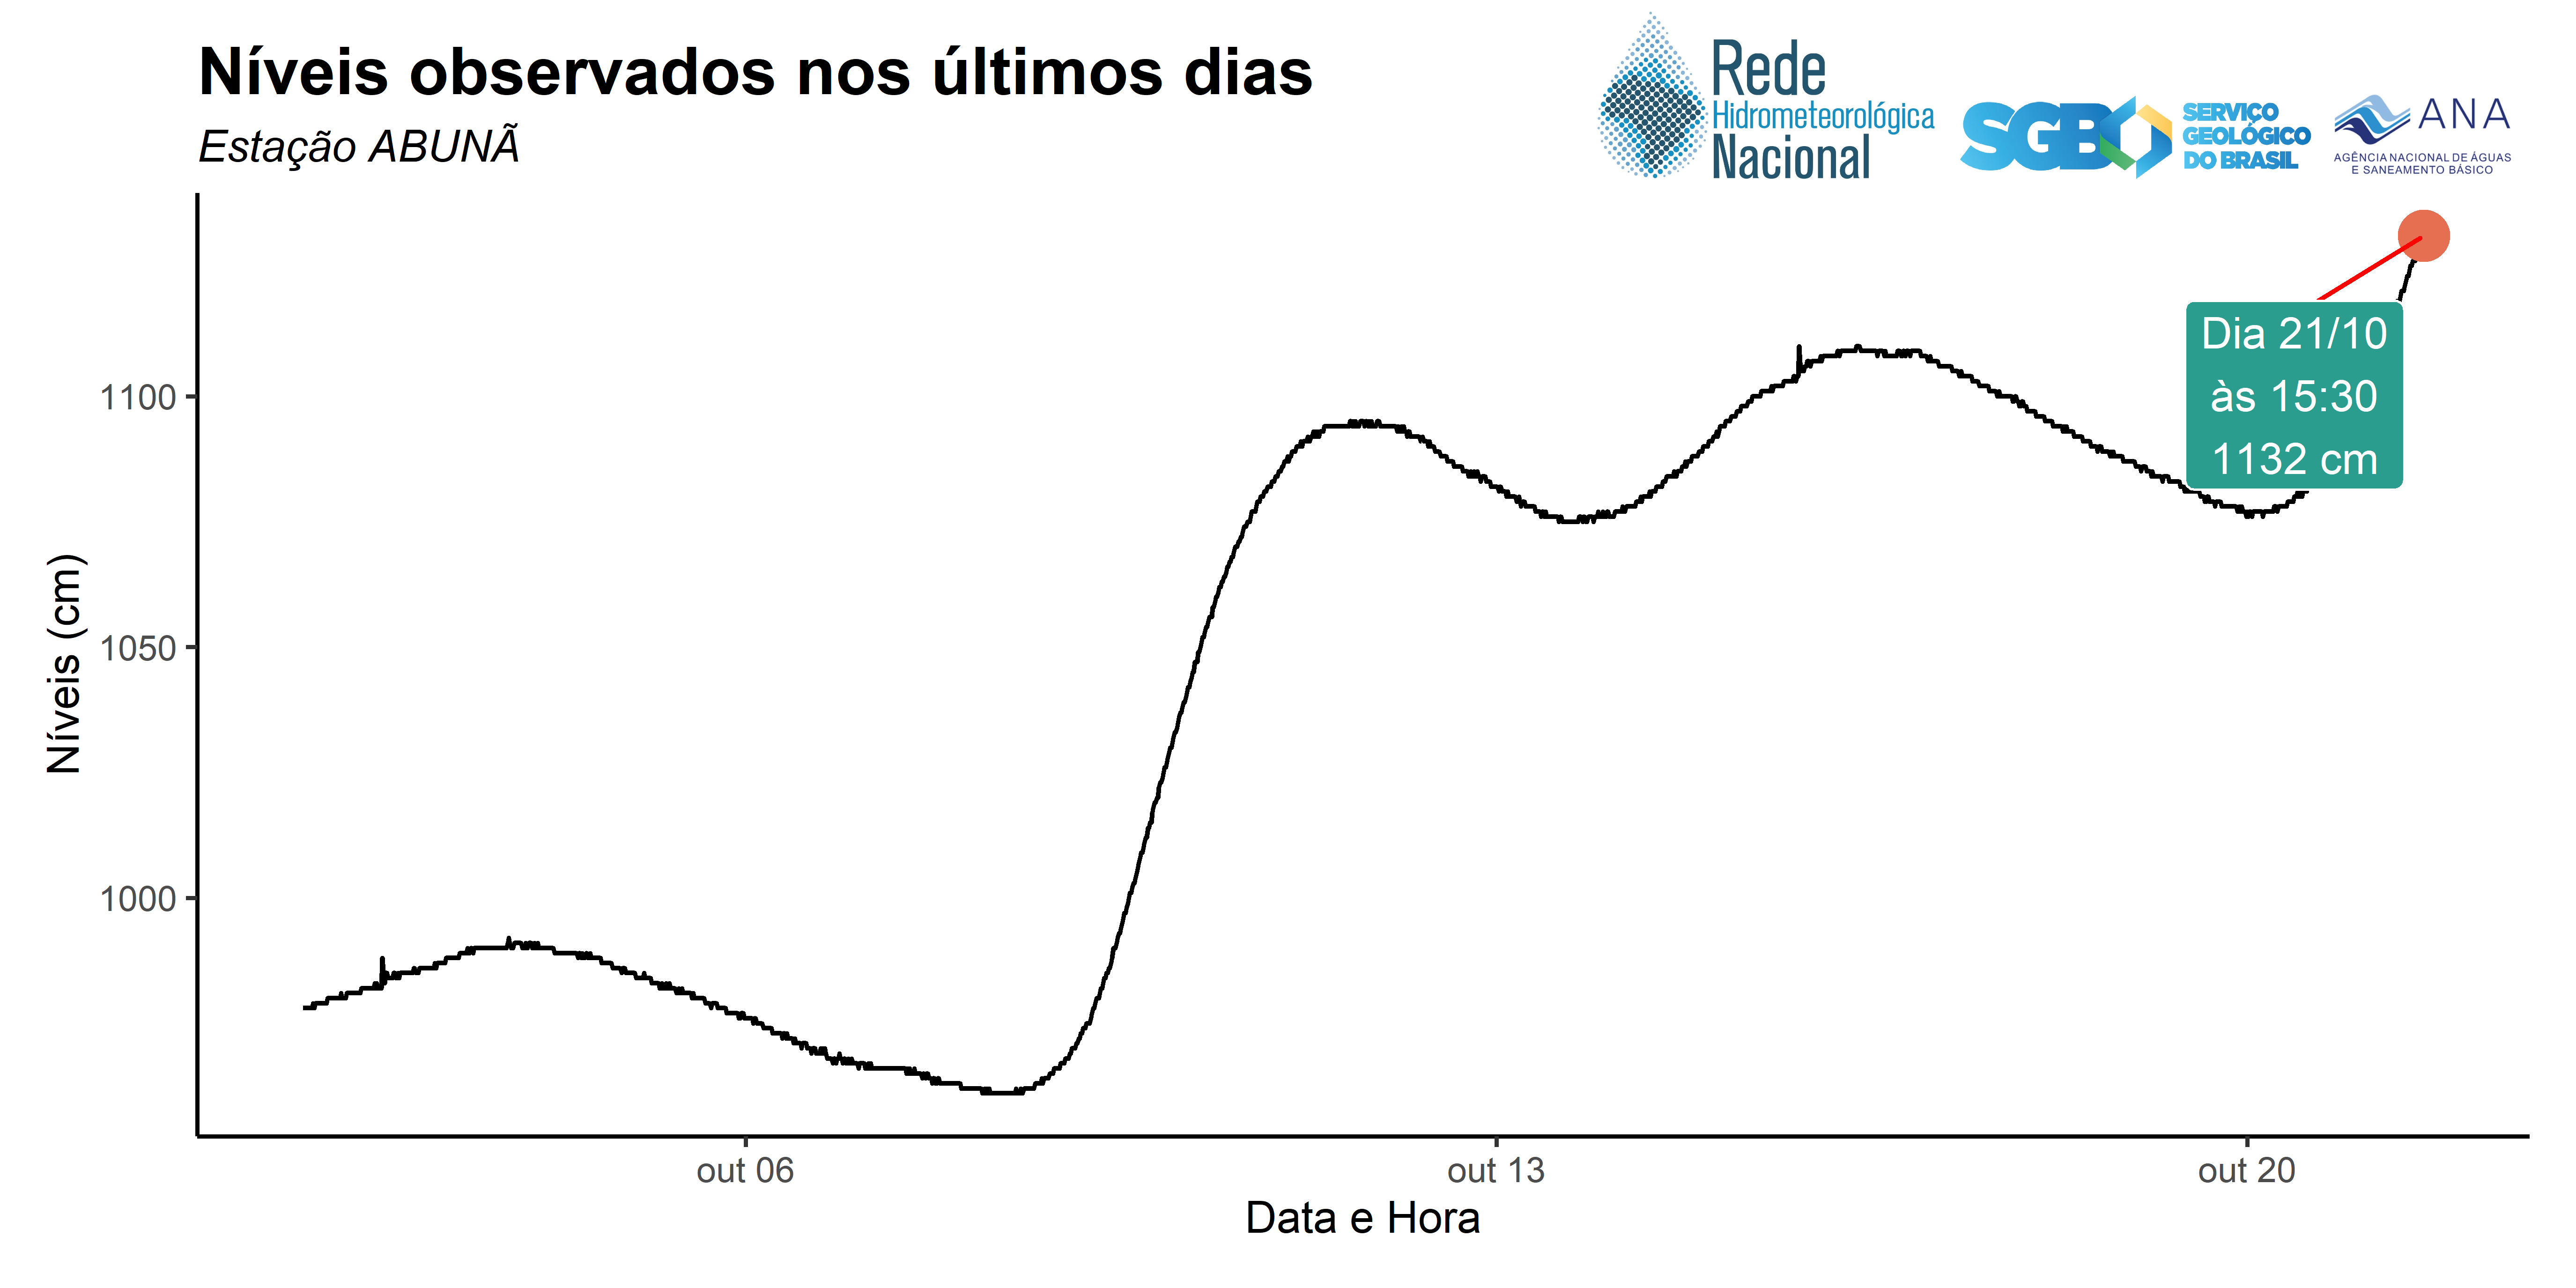 Níveis observados nos últimos dias
Estação ABUNÃ
Rede
Hidrometeorológica
Nacional
SGB
SERVIÇO
GEOLÓGICO
DO BRASIL
ANA
AGÊNCIA NACIONAL DE ÁGUAS
E SANEAMENTO BÁSICO
Dia 21/10
às 15:30
1132 cm
Níveis (cm)
1100
1050
1000
out 06
out 13
out 20
Data e Hora